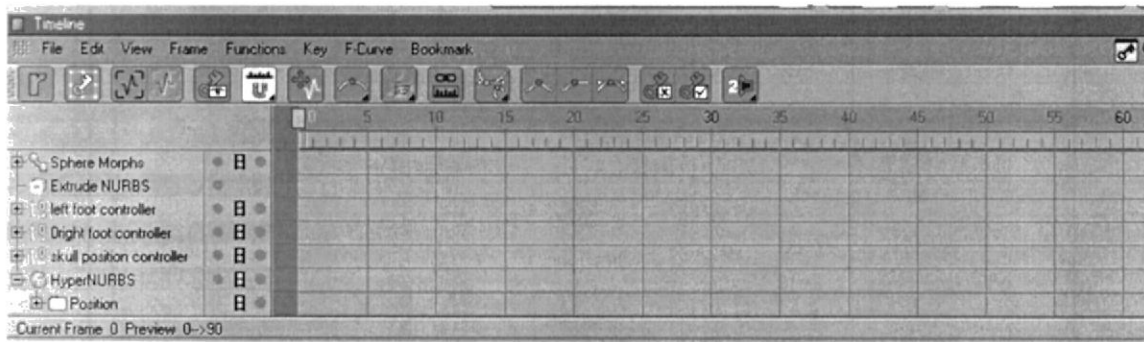 Timeline
File Edit View Frame Functions Key F-Curve Bookmark
0 5 10 15 20 25 30 35 40 45 50 55 60
Sphere Morphs
Extrude NURBS
left foot controller
0right foot controller
skull position controller
HyperNURBS
Position
Current Frame 0 Preview 0-->90